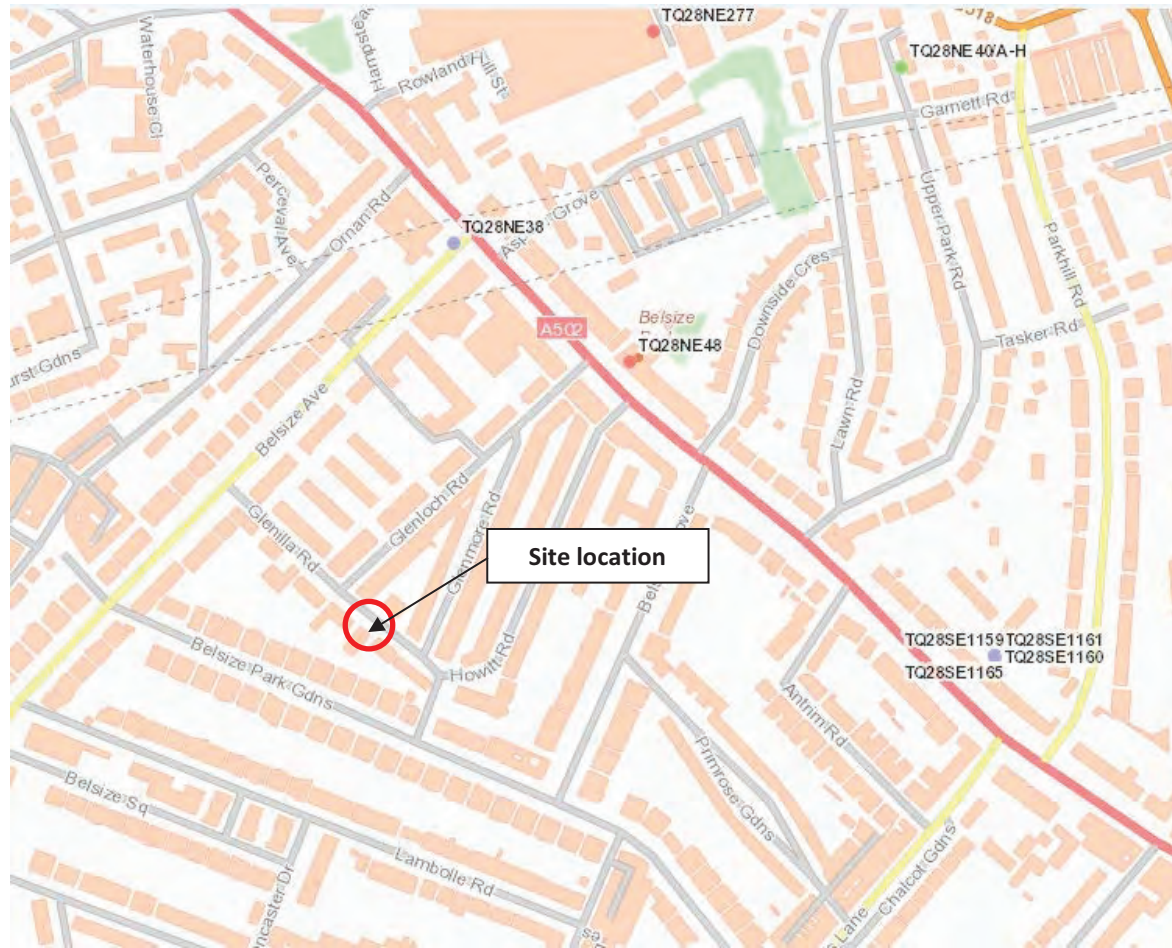 TQ28NE277
TQ28NE40/A-H
Waterhouse Cl
Rowland Hill St
Garnett Rd
Perceval Ave
Ornan Rd
TQ28NE38
Grove
Upper Park Rd
Parkhill Rd
Downside Cres
A502
Belsize
TQ28NE48
Tasker Rd
Belsize Ave
Lawn Rd
Glenilla Rd
Glenloch Rd
Glenmore Rd
Site location
Belsize Park Gdns
Howitt Rd
TQ28SE1159 TQ28SE1161
TQ28SE1160
TQ28SE1165
Antrim Rd
Primrose Gdns
Belsize Sq
Lambolle Rd
Chalcot Gdns
Lane